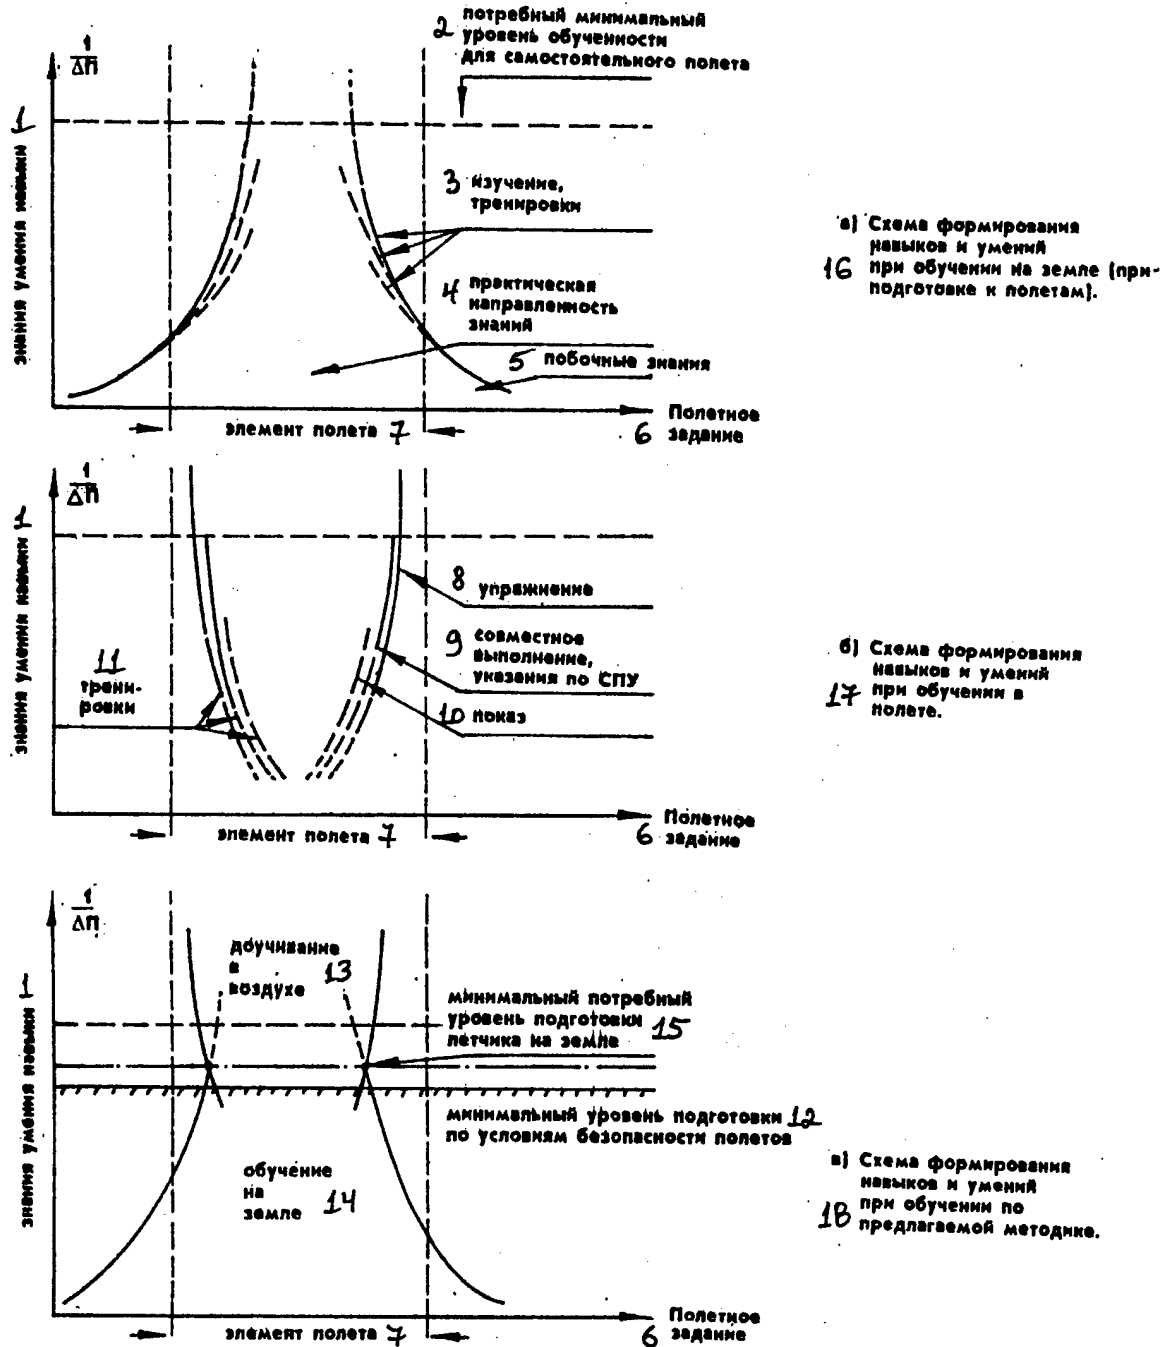 1
ΔП
2 потребный минимальный
уровень обученности
для самостоятельного полета
знания умения навыки 1
3 изучение,
тренировки
4 практическая
направленность
знаний
5 побочные знания
элемент полета 7
6 Полетное
задание
а) Схема формирования
навыков и умений
16 при обучении на земле (при-
подготовке к полетам).
1
ΔП
знания умения навыки 1
8 упражнение
9 совместное
выполнение,
указания по СПУ
10 показ
11
трени-
ровки
элемент полета 7
6 Полетное
задание
б) Схема формирования
навыков и умений
17 при обучении в
полете.
1
ΔП
знания умения навыки 1
доучивание
в
воздухе 13
минимальный потребный
уровень подготовки 15
летчика на земле
минимальный уровень подготовки 12
по условиям безопасности полетов
обучение
на
земле 14
элемент полета 7
6 Полетное
задание
в) Схема формирования
навыков и умений
18 при обучении по
предлагаемой методике.